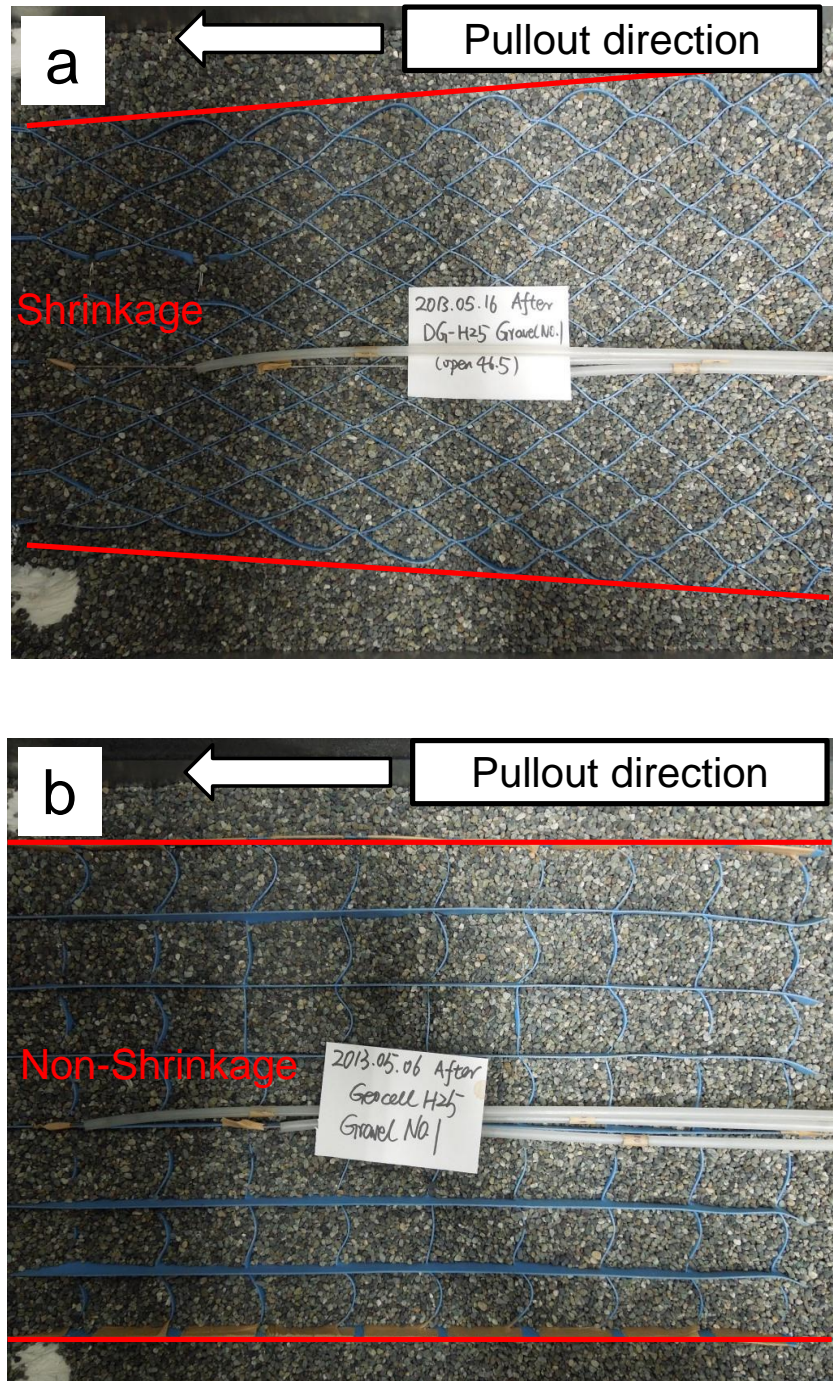 a
Pullout direction
Shrinkage
2013.05.16 After
DG-H25 Gravel No.1
(open 46.5)
b
Pullout direction
Non-Shrinkage
2013.05.06 After
Geocell H25
Gravel No.1